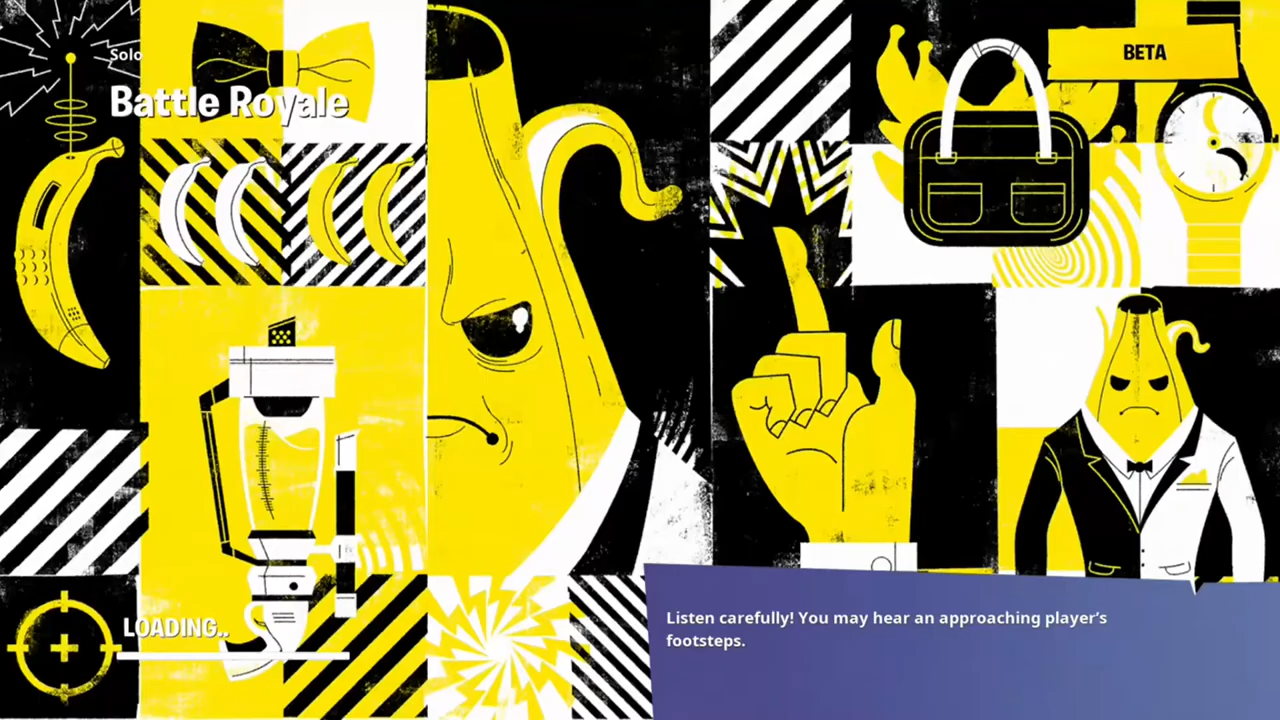 Solo
Battle Royale
BETA
LOADING..
Listen carefully! You may hear an approaching player's
footsteps.